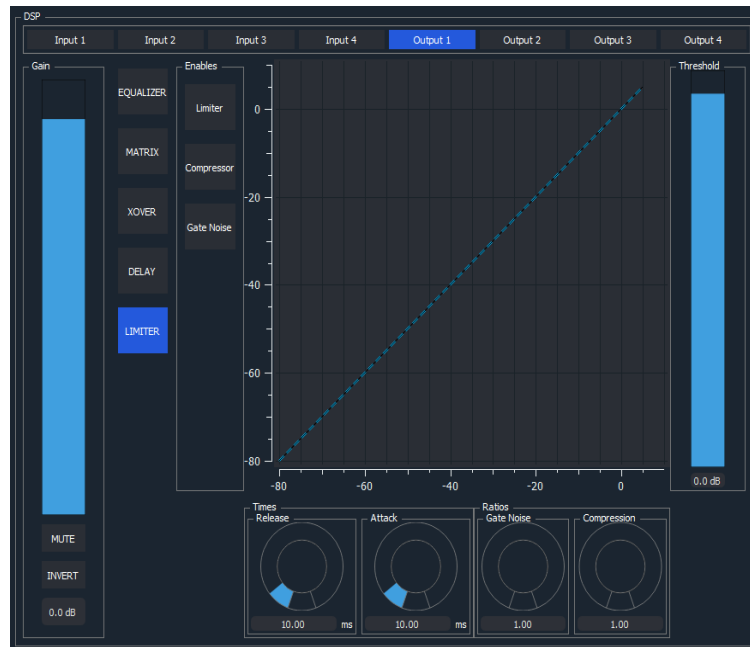 DSP
Input 1 Input 2 Input 3 Input 4 Output 1 Output 2 Output 3 Output 4
Gain
Enables
Threshold
EQUALIZER
MATRIX
XOVER
DELAY
LIMITER
Limiter
Compressor
Gate Noise
0
-20
-40
-60
-80
-80 -60 -40 -20 0
0.0 dB
MUTE
INVERT
0.0 dB
Times
Release
10.00 ms
Attack
10.00 ms
Ratios
Gate Noise
1.00
Compression
1.00